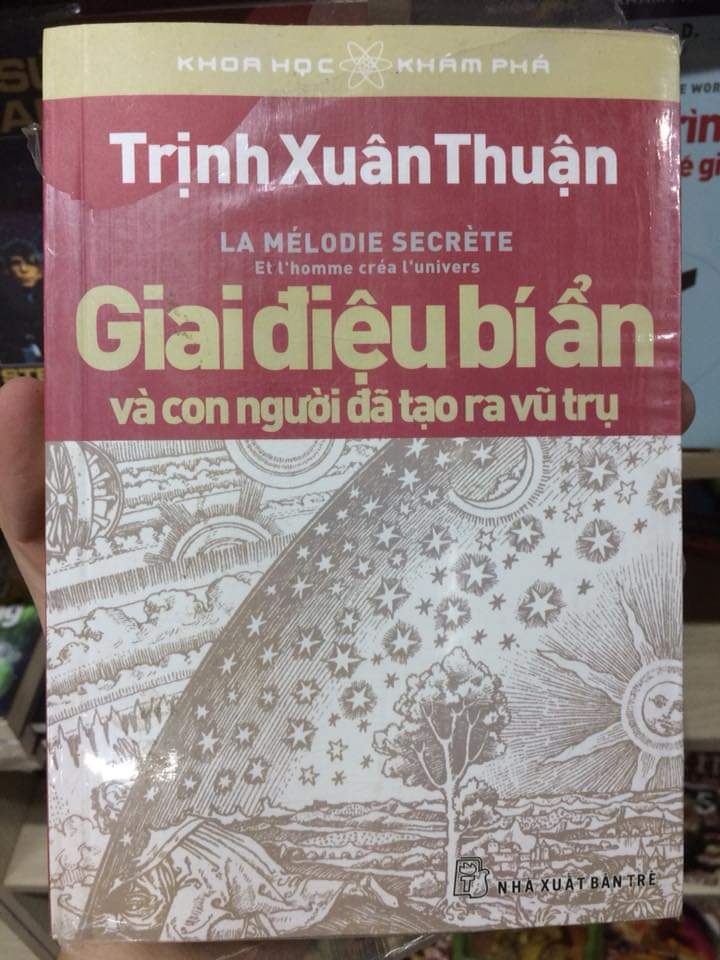 KHOA HỌC KHÁM PHÁ
Trịnh Xuân Thuận
LA MÉLODIE SECRÈTE
Et l'homme créa l'univers
Giai điệu bí ẩn
và con người đã tạo ra vũ trụ
NHÀ XUẤT BẢN TRẺ